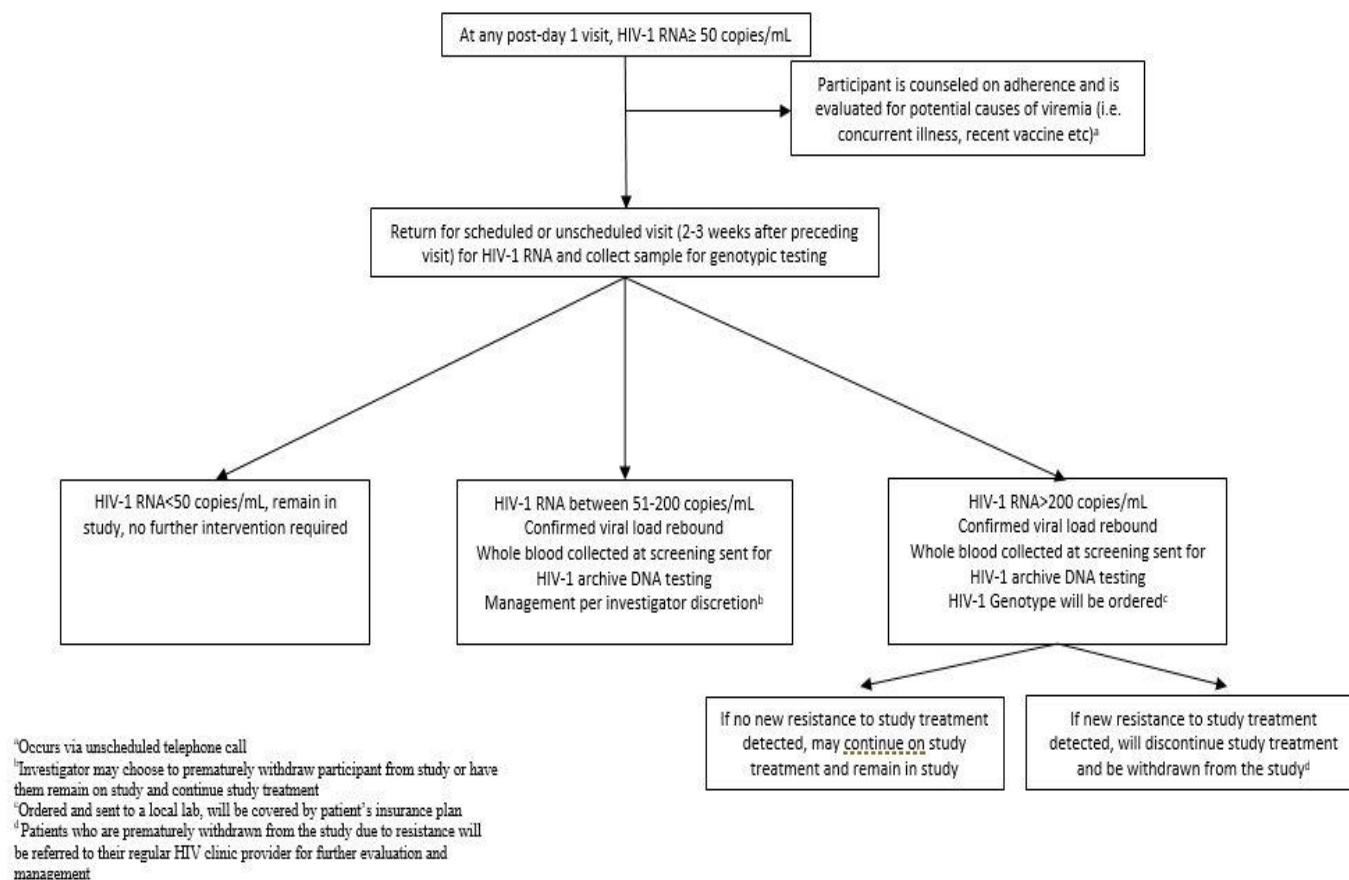 At any post-day 1 visit, HIV-1 RNA≥ 50 copies/mL
Participant is counseled on adherence and is
evaluated for potential causes of viremia (i.e.
concurrent illness, recent vaccine etc)ᵃ
Return for scheduled or unscheduled visit (2-3 weeks after preceding
visit) for HIV-1 RNA and collect sample for genotypic testing
HIV-1 RNA<50 copies/mL, remain in
study, no further intervention required
HIV-1 RNA between 51-200 copies/mL
Confirmed viral load rebound
Whole blood collected at screening sent for
HIV-1 archive DNA testing
Management per investigator discretionᵇ
HIV-1 RNA>200 copies/mL
Confirmed viral load rebound
Whole blood collected at screening sent for
HIV-1 archive DNA testing
HIV-1 Genotype will be orderedᶜ
If no new resistance to study treatment
detected, may continue on study
treatment and remain in study
If new resistance to study treatment
detected, will discontinue study treatment
and be withdrawn from the studyᵈ
ᵃOccurs via unscheduled telephone call
ᵇInvestigator may choose to prematurely withdraw participant from study or have
them remain on study and continue study treatment
ᶜOrdered and sent to a local lab, will be covered by patient's insurance plan
ᵈ Patients who are prematurely withdrawn from the study due to resistance will
be referred to their regular HIV clinic provider for further evaluation and
management